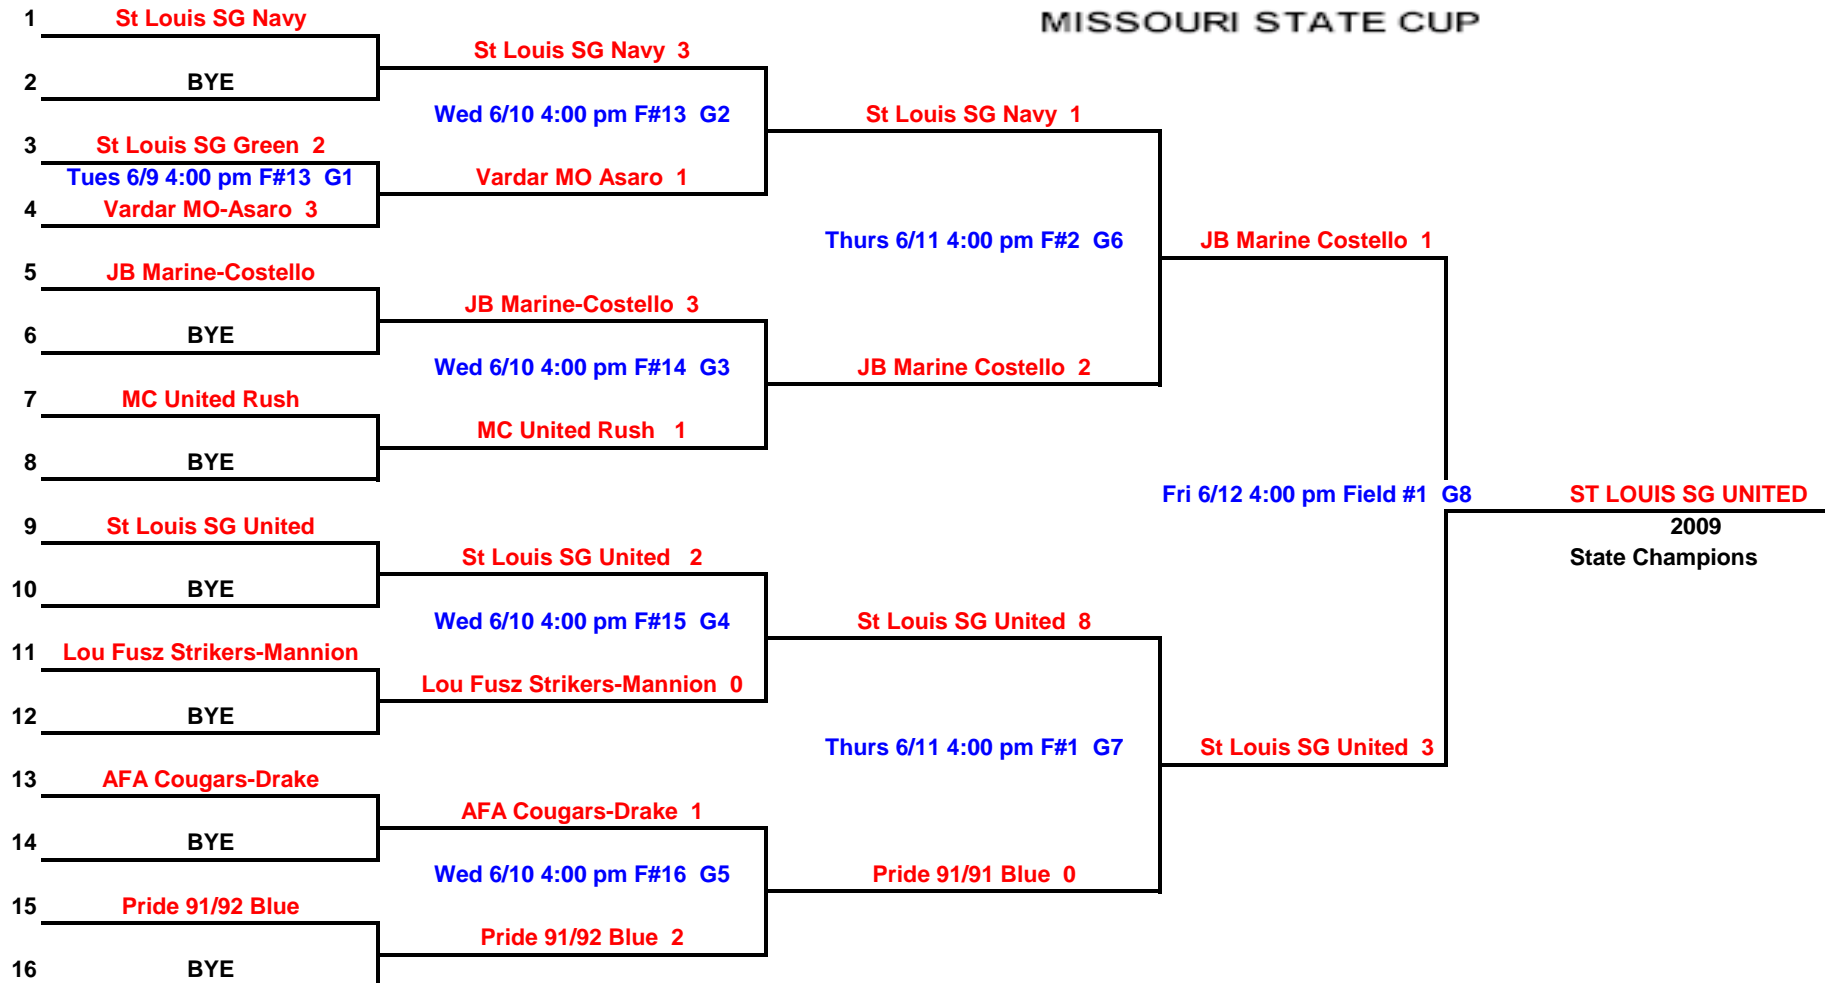 MISSOURI STATE CUP
1 St Louis SG Navy
St Louis SG Navy 3
2 BYE
Wed 6/10 4:00 pm F#13 G2
St Louis SG Navy 1
3 St Louis SG Green 2
Tues 6/9 4:00 pm F#13 G1
Vardar MO Asaro 1
4 Vardar MO-Asaro 3
Thurs 6/11 4:00 pm F#2 G6
JB Marine Costello 1
5 JB Marine-Costello
JB Marine-Costello 3
6 BYE
Wed 6/10 4:00 pm F#14 G3
JB Marine Costello 2
7 MC United Rush
MC United Rush 1
8 BYE
Fri 6/12 4:00 pm Field #1 G8
ST LOUIS SG UNITED
2009
State Champions
9 St Louis SG United
St Louis SG United 2
10 BYE
Wed 6/10 4:00 pm F#15 G4
St Louis SG United 8
11 Lou Fusz Strikers-Mannion
Lou Fusz Strikers-Mannion 0
12 BYE
Thurs 6/11 4:00 pm F#1 G7
St Louis SG United 3
13 AFA Cougars-Drake
AFA Cougars-Drake 1
14 BYE
Wed 6/10 4:00 pm F#16 G5
Pride 91/91 Blue 0
15 Pride 91/92 Blue
Pride 91/92 Blue 2
16 BYE